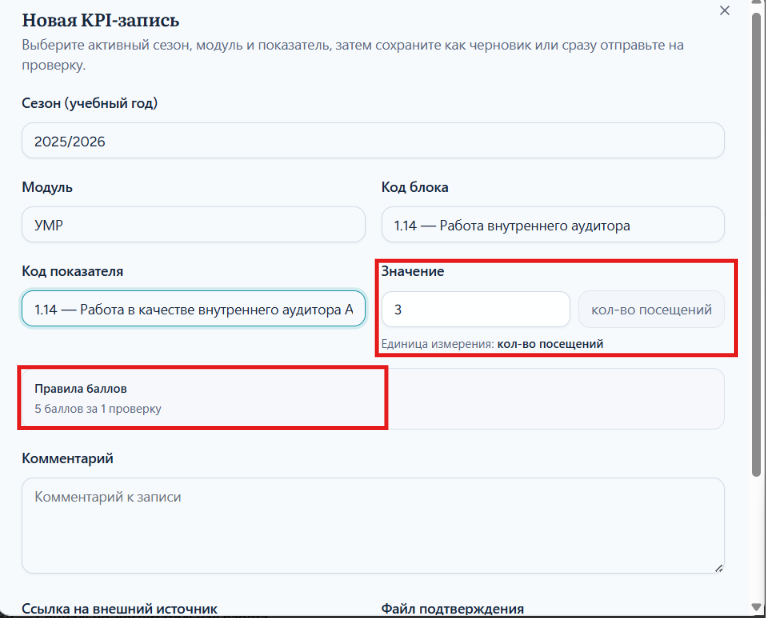 Новая KPI-запись
Выберите активный сезон, модуль и показатель, затем сохраните как черновик или сразу отправьте на
проверку.
Сезон (учебный год)
2025/2026
Модуль
Код блока
УМР
1.14 — Работа внутреннего аудитора
Код показателя
Значение
1.14 — Работа в качестве внутреннего аудитора А
3
кол-во посещений
Единица измерения: кол-во посещений
Правила баллов
5 баллов за 1 проверку
Комментарий
Комментарий к записи
Ссылка на внешний источник
Файл подтверждения